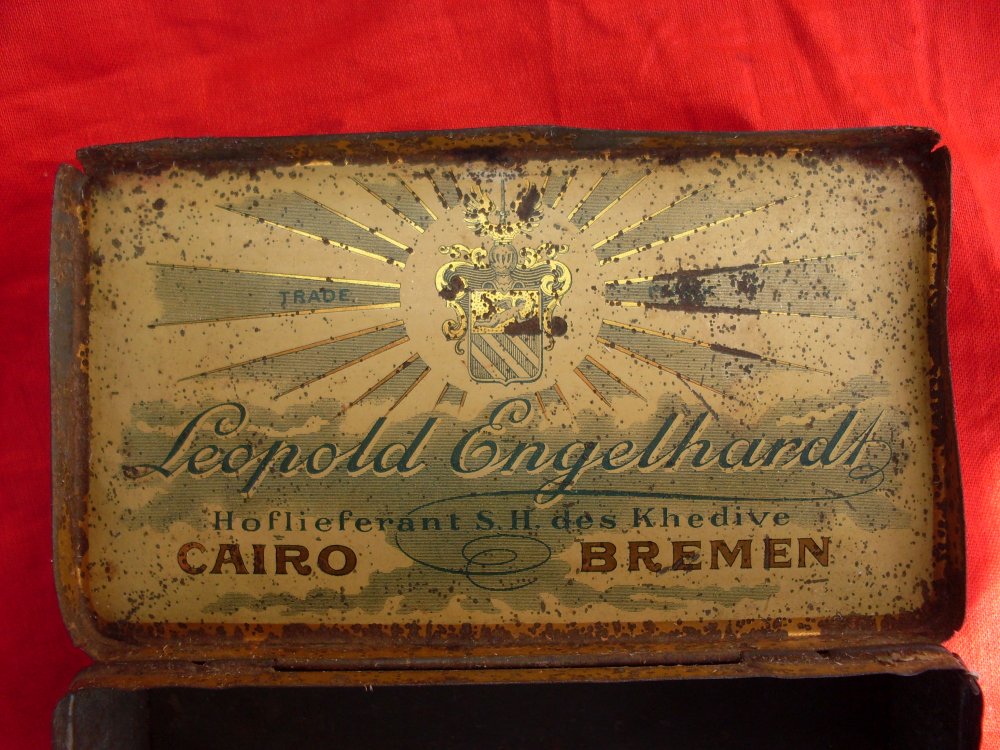 TRADE
Leopold Engelhardt
Hoflieferant S.H. des Khedive
CAIRO BREMEN